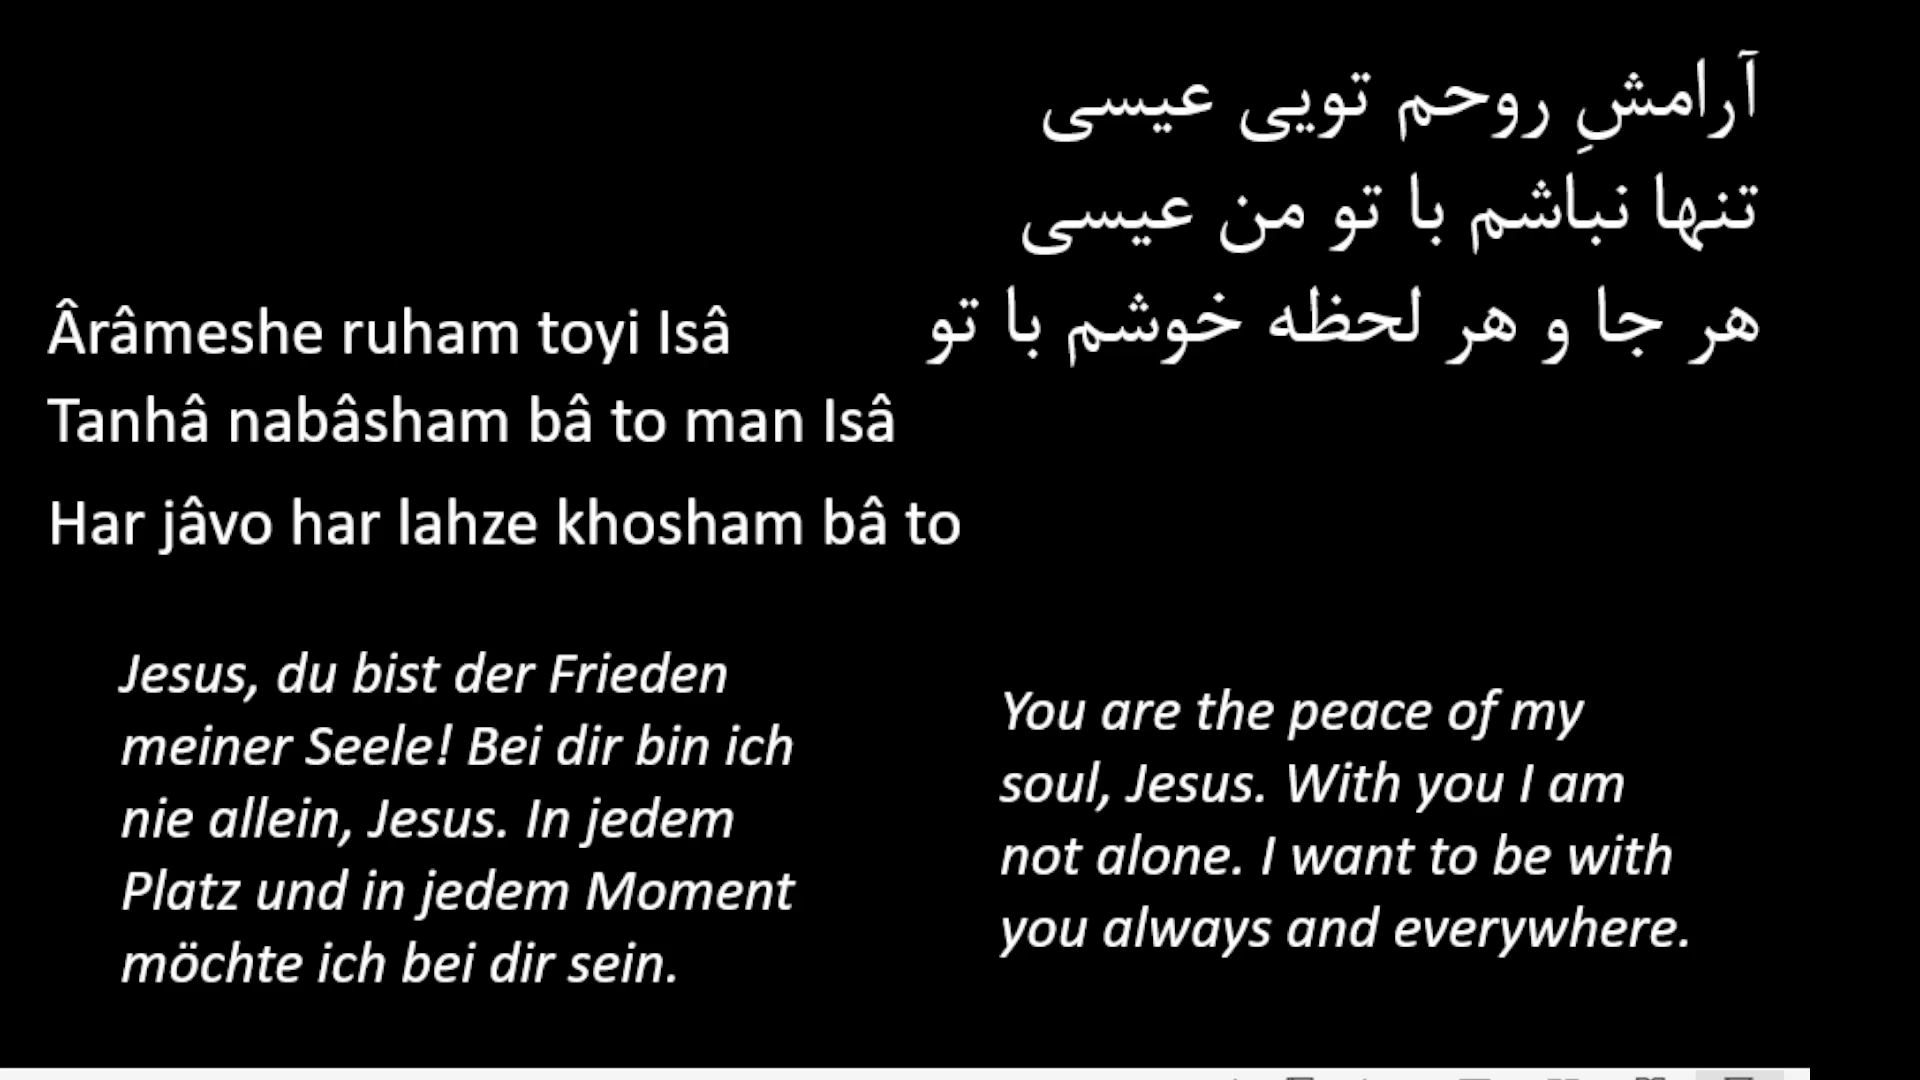 آرامشِ روحم تویی عیسی
تنها نباشم با تو من عیسی
هر جا و هر لحظه خوشم با تو
Ârâmeshe ruham toyi Isâ
Tanhâ nabâsham bâ to man Isâ
Har jâvo har lahze khosham bâ to
Jesus, du bist der Frieden
meiner Seele! Bei dir bin ich
nie allein, Jesus. In jedem
Platz und in jedem Moment
möchte ich bei dir sein.
You are the peace of my
soul, Jesus. With you I am
not alone. I want to be with
you always and everywhere.